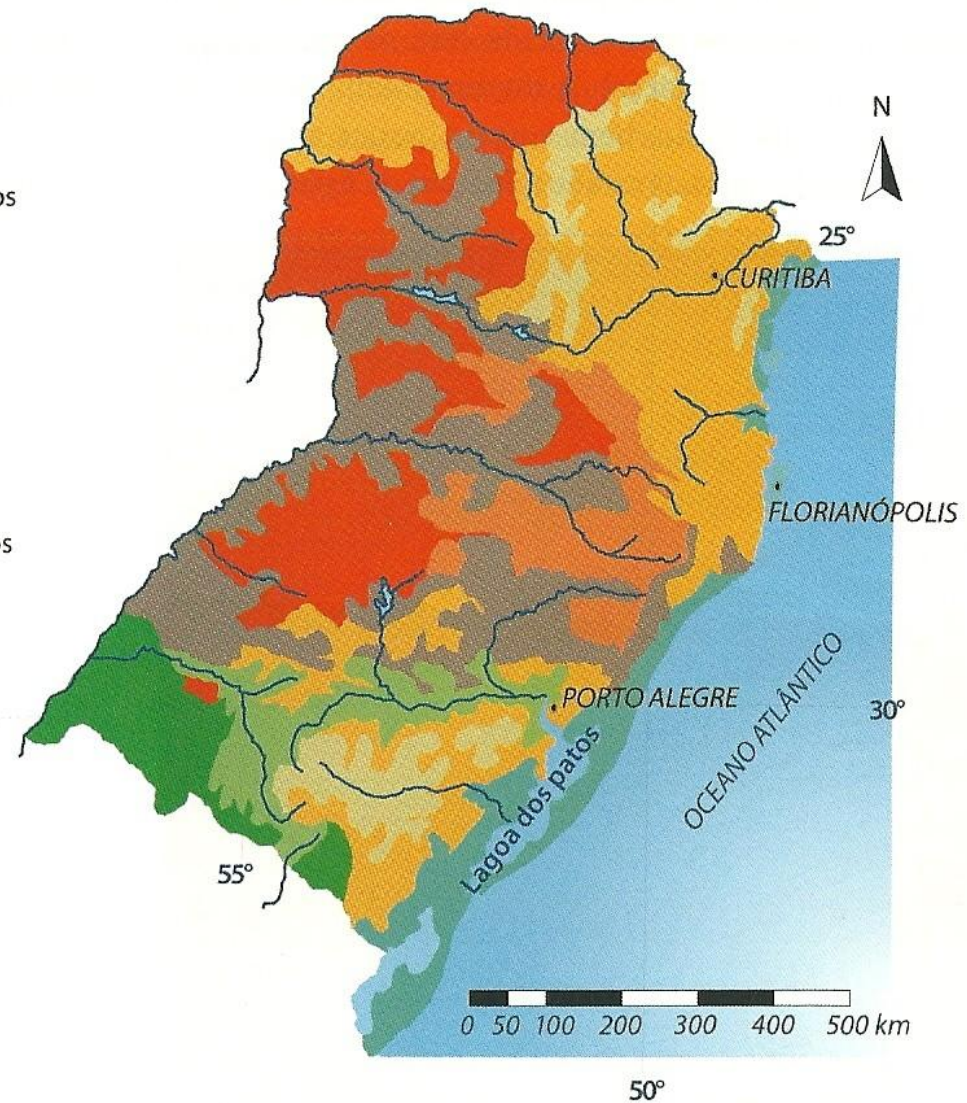 N
25°
CURITIBA
FLORIANÓPOLIS
PORTO ALEGRE
30°
OCEANO ATLÂNTICO
Lagoa dos patos
55°
0 50 100 200 300 400 500 km
50°